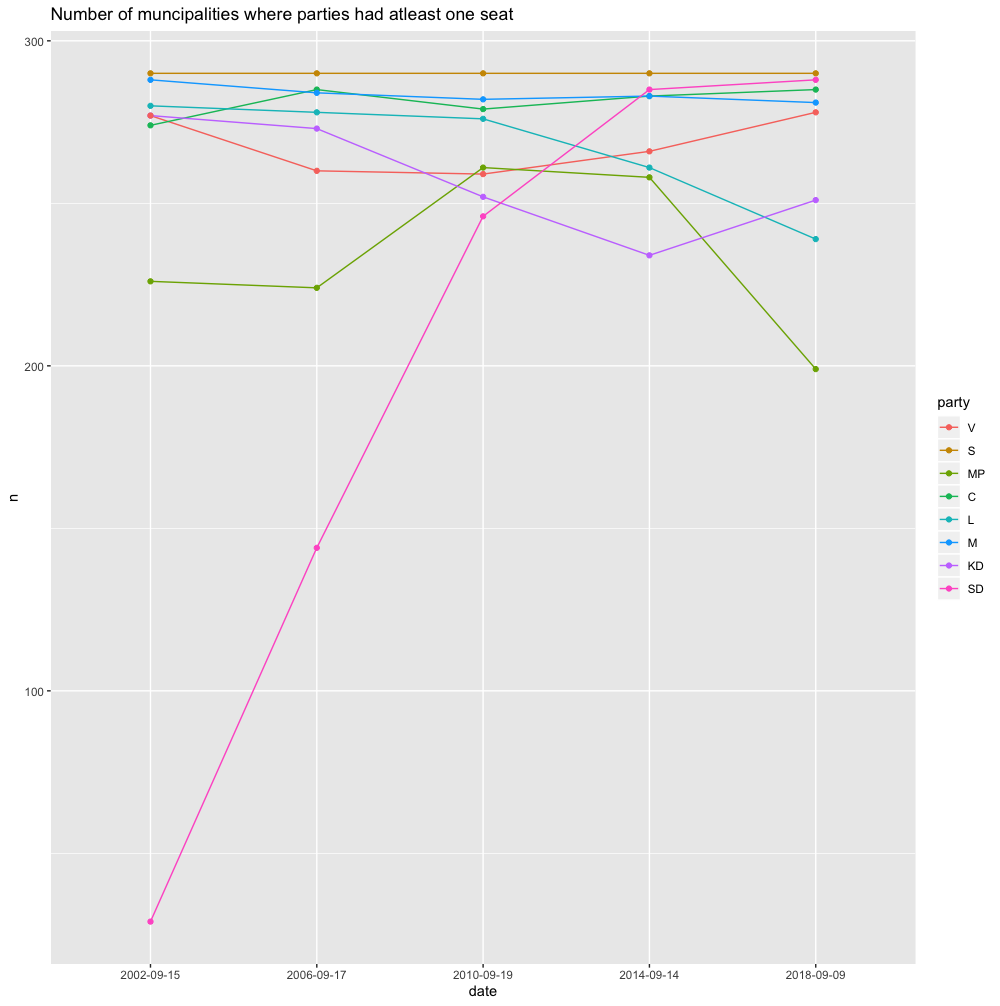 Number of muncipalities where parties had atleast one seat
300
200
100
n
2002-09-15
2006-09-17
2010-09-19
2014-09-14
2018-09-09
date
party
V
S
MP
C
L
M
KD
SD